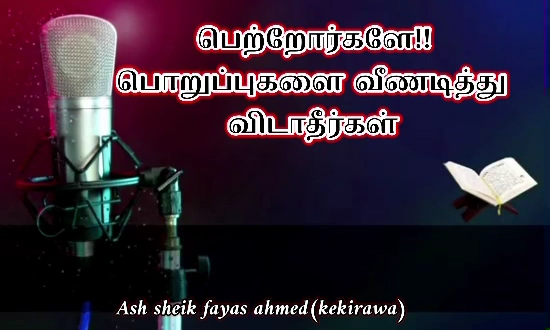 பெற்றோர்களே!!
பொறுப்புகளை வீணடித்து
விடாதீர்கள்
Ash sheik fayas ahmed(kekirawa)